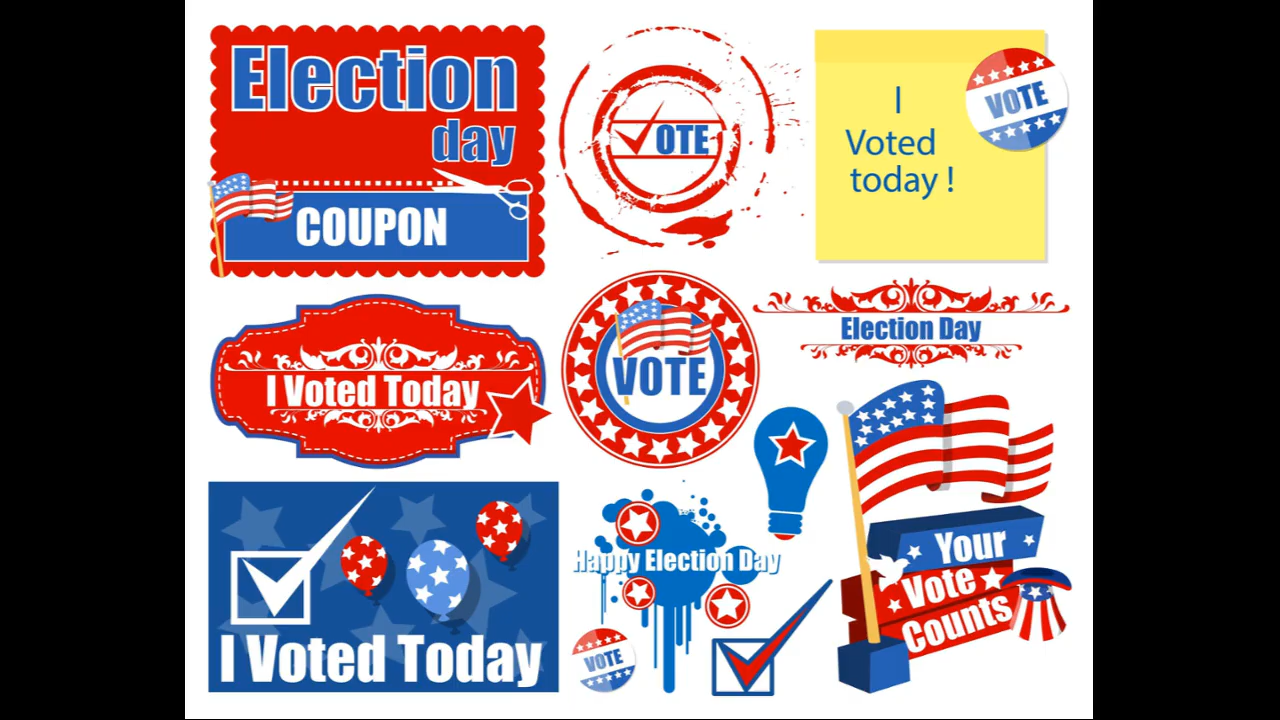 Election
day
COUPON
VOTE
I
Voted
today !
VOTE
I Voted Today
VOTE
Election Day
I Voted Today
Happy Election Day
VOTE
Your
Vote
Counts